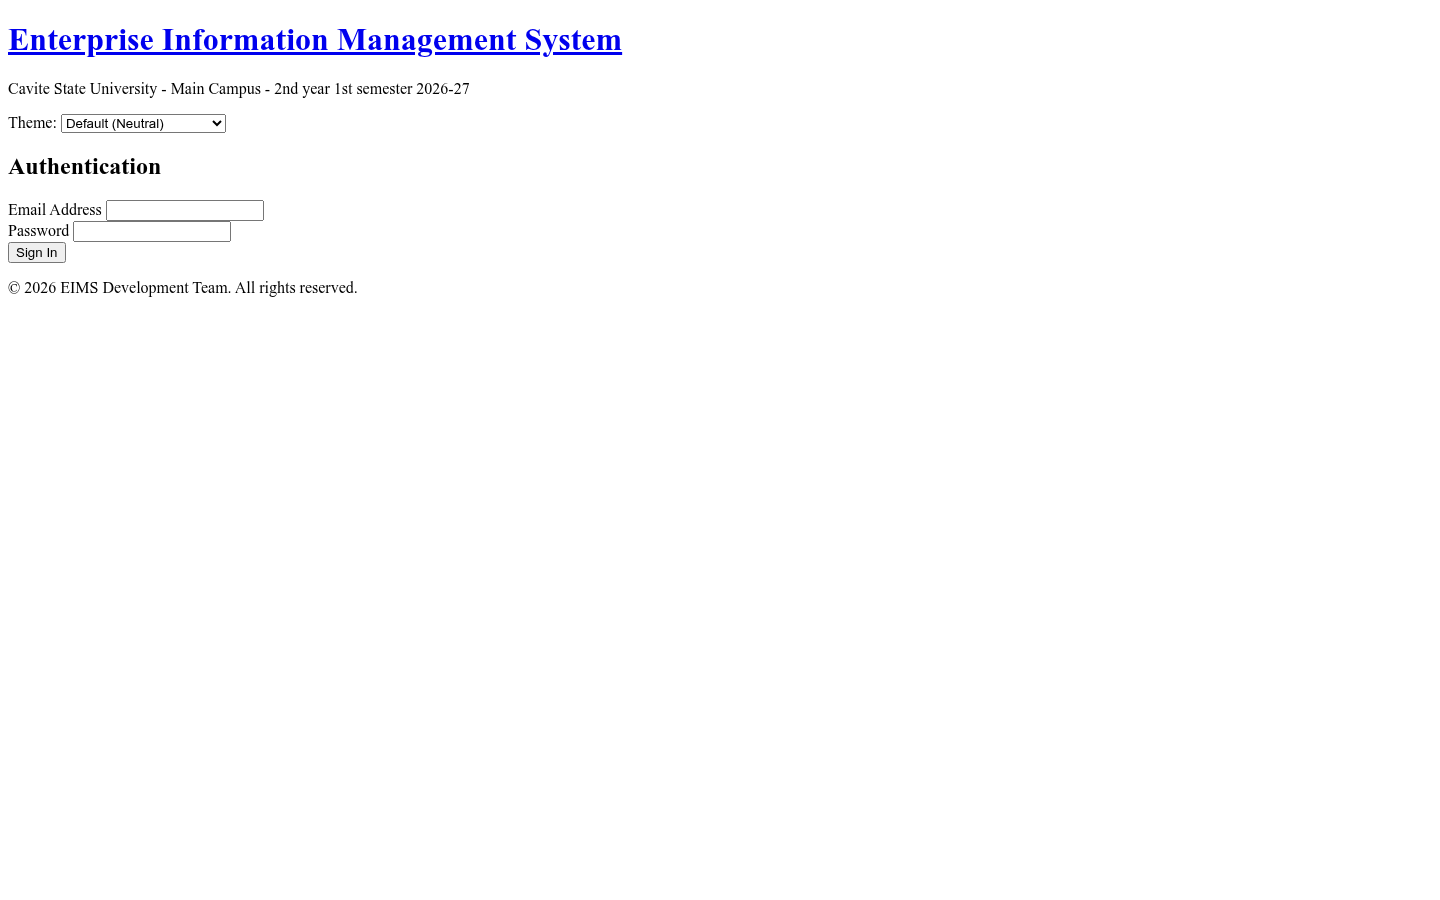 Enterprise Information Management System
Cavite State University - Main Campus - 2nd year 1st semester 2026-27
Theme: Default (Neutral)
Authentication
Email Address
Password
Sign In
© 2026 EIMS Development Team. All rights reserved.